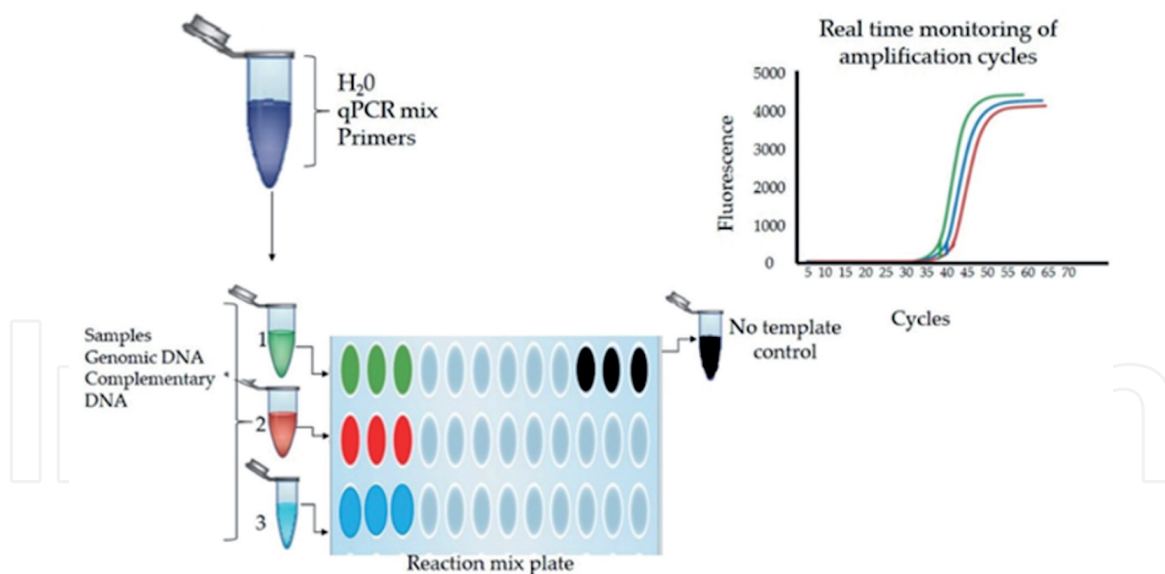 H₂0
qPCR mix
Primers
Real time monitoring of
amplification cycles
Fluorescence
5000
4000
3000
2000
1000
0
5 10 15 20 25 30 35 40 45 50 55 60 65 70
Cycles
Samples
Genomic DNA
Complementary
DNA
1
2
3
No template
control
Reaction mix plate